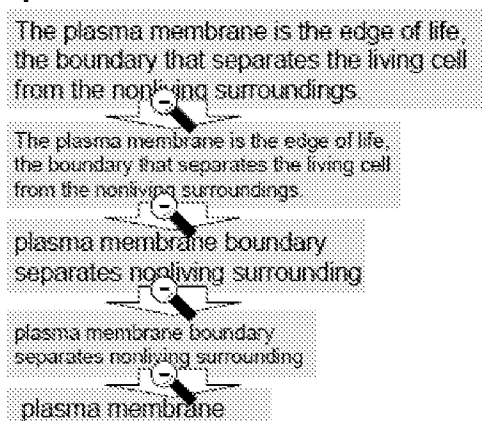 The plasma membrane is the edge of life,
the boundary that separates the living cell
from the nonliving surroundings.
The plasma membrane is the edge of life,
the boundary that separates the living cell
from the nonliving surroundings.
plasma membrane boundary
separates nonliving surrounding
plasma membrane boundary
separates nonliving surrounding
plasma membrane